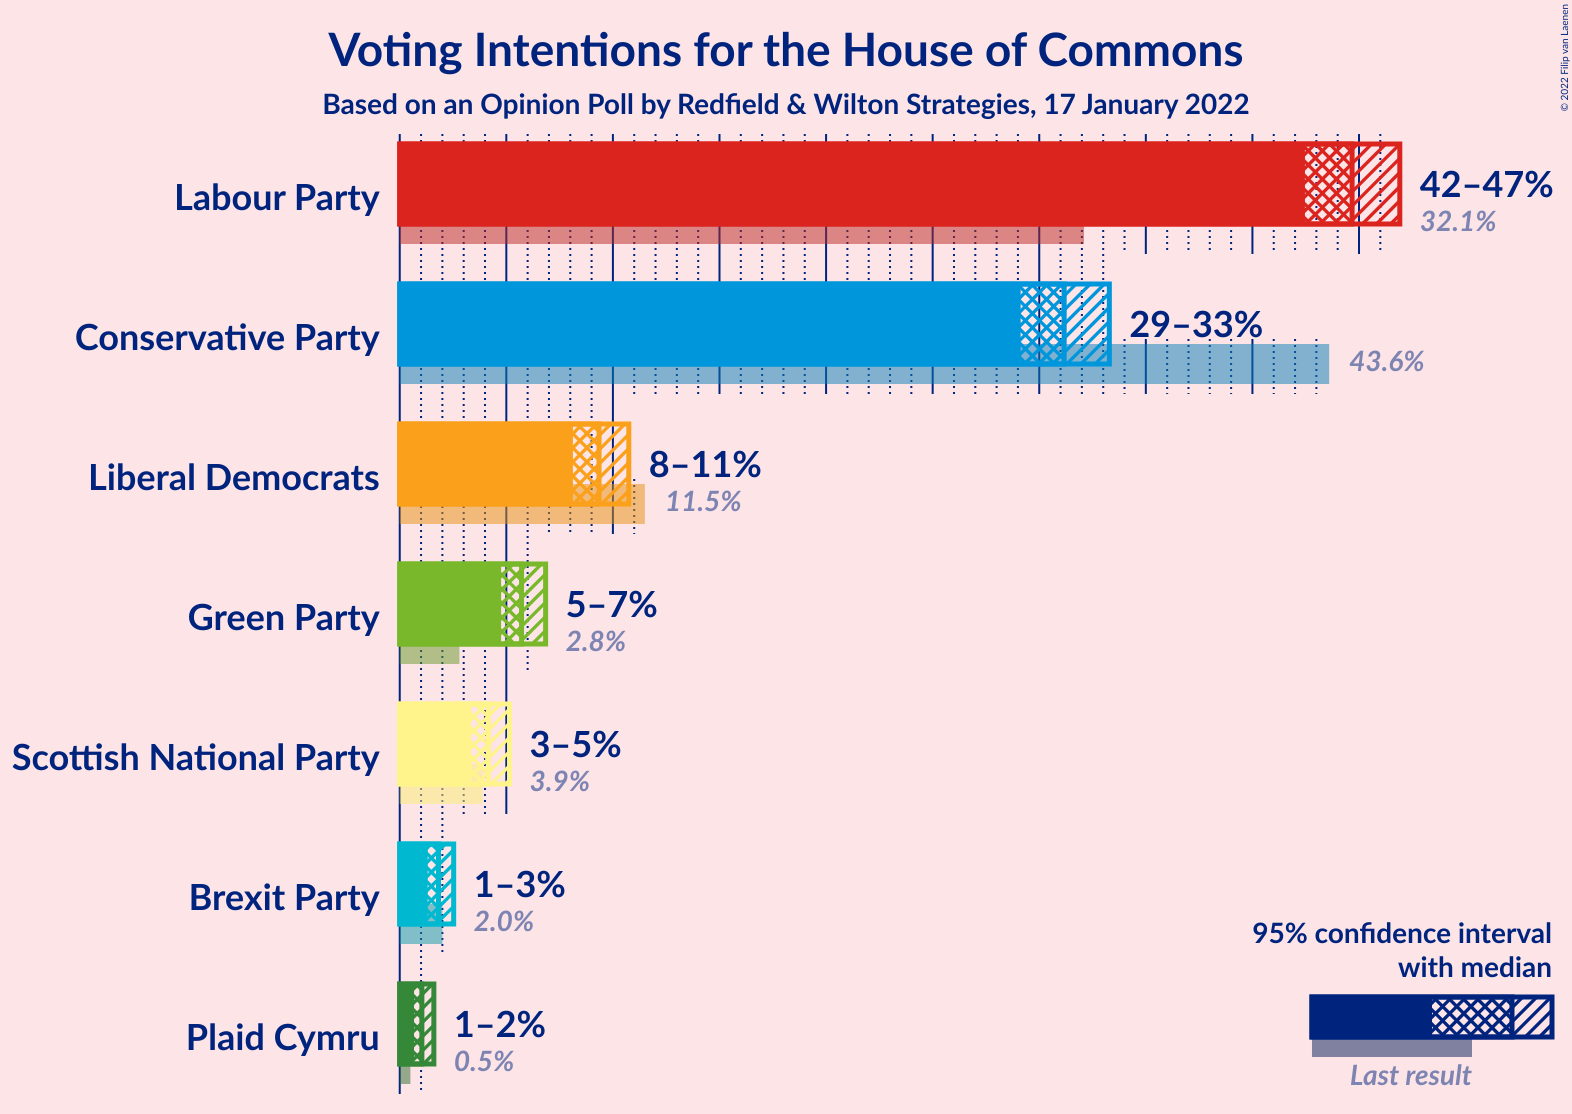 Voting Intentions for the House of Commons
Based on an Opinion Poll by Redfield & Wilton Strategies, 17 January 2022
© 2022 Filip van Laenen
Labour Party
42–47%
32.1%
Conservative Party
29–33%
43.6%
Liberal Democrats
8–11%
11.5%
Green Party
5–7%
2.8%
Scottish National Party
3–5%
3.9%
Brexit Party
1–3%
2.0%
Plaid Cymru
1–2%
0.5%
95% confidence interval
with median
Last result